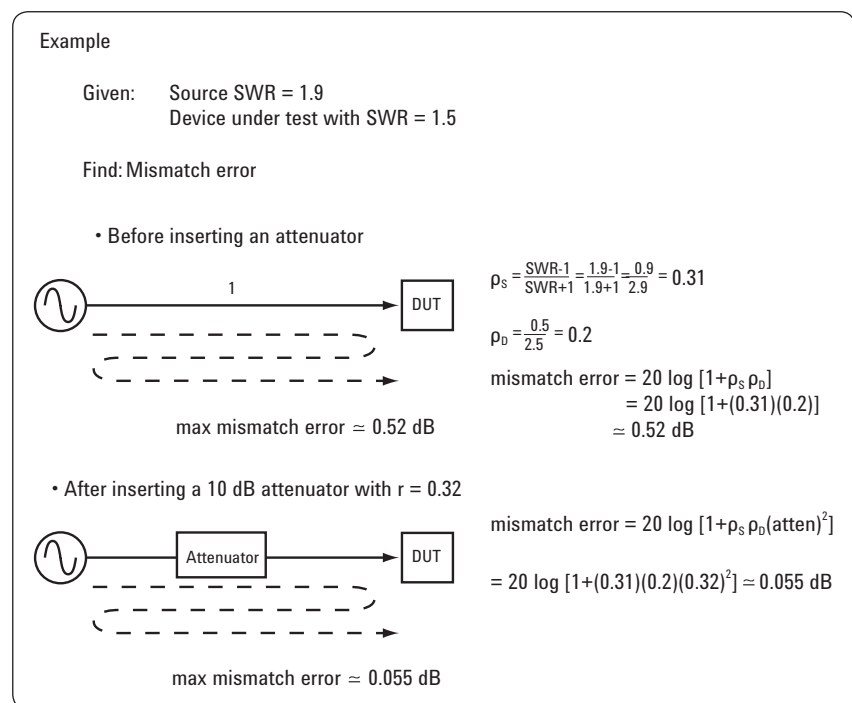 Example
Given: Source SWR = 1.9
Device under test with SWR = 1.5
Find: Mismatch error
• Before inserting an attenuator
1
DUT
max mismatch error ≃ 0.52 dB
ρS = SWR-1/SWR+1 = 1.9-1/1.9+1 = 0.9/2.9 = 0.31
ρD = 0.5/2.5 = 0.2
mismatch error = 20 log [1+ρS ρD]
= 20 log [1+(0.31)(0.2)]
≃ 0.52 dB
• After inserting a 10 dB attenuator with r = 0.32
Attenuator
DUT
max mismatch error ≃ 0.055 dB
mismatch error = 20 log [1+ρS ρD(atten)²]
= 20 log [1+(0.31)(0.2)(0.32)²] ≃ 0.055 dB